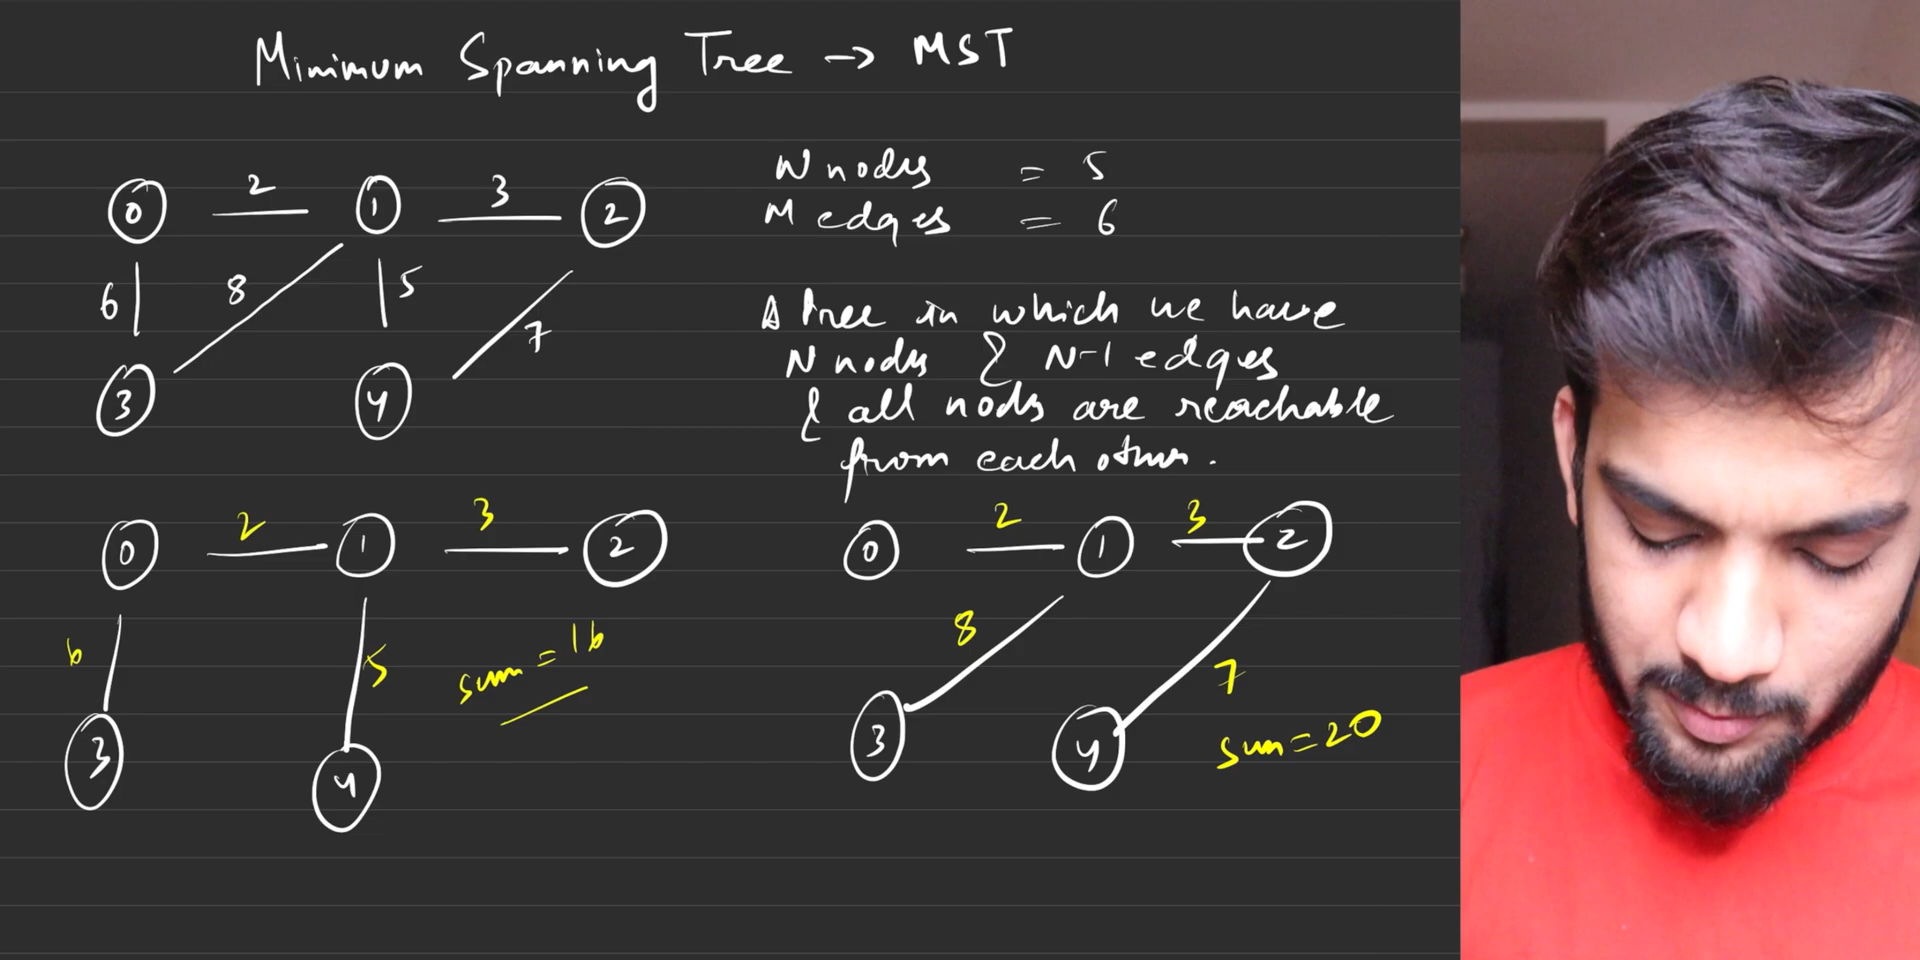 Minimum Spanning Tree → MST
N nodes = 5
M edges = 6
0 2 1 3 2
6 8 5 7
3 4
A tree in which we have
N nodes & N-1 edges
& all nodes are reachable
from each other.
0 2 1 3 2
6 5 sum = 16
3 4
0 2 1 3 2
8 7
3 4 sum = 20